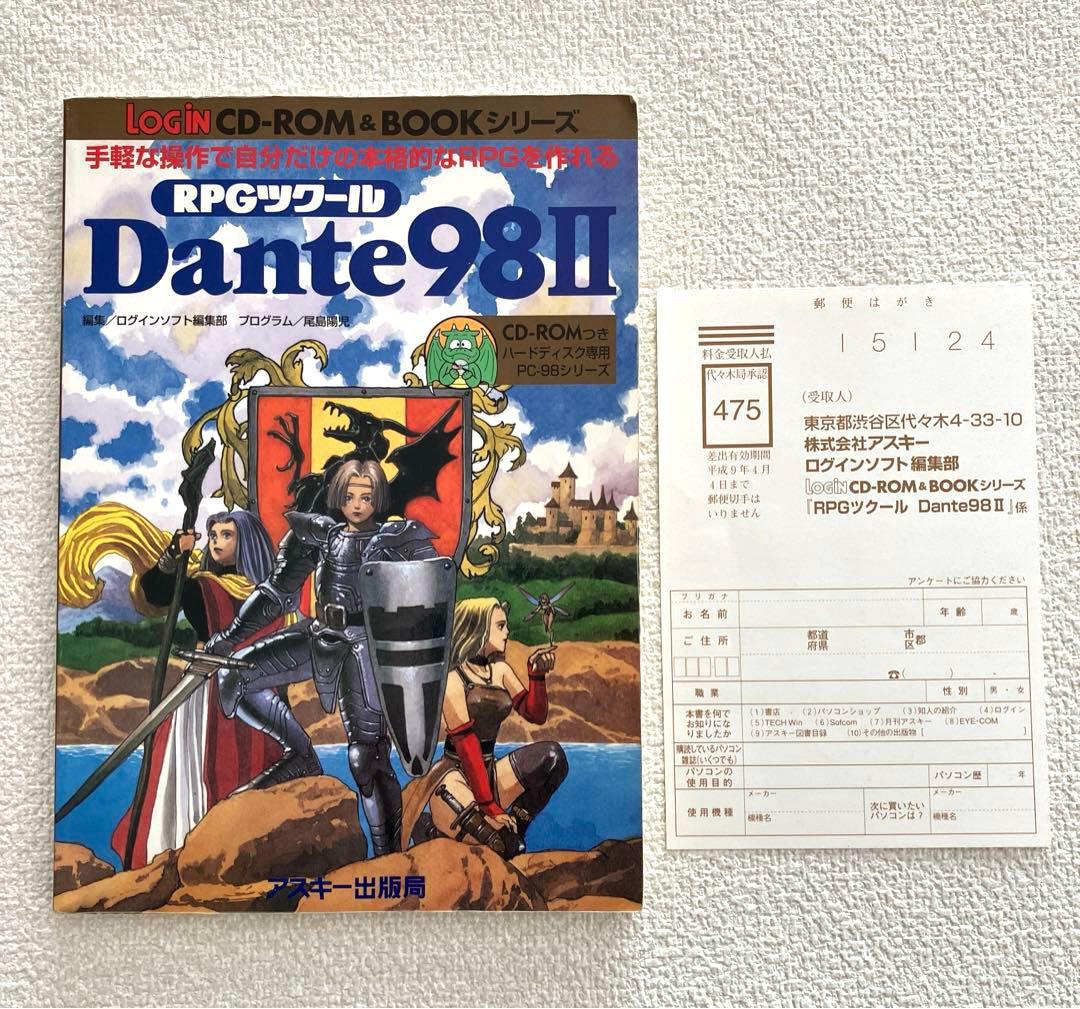 LOGiN CD-ROM & BOOKシリーズ
手軽な操作で自分だけの本格的なRPGを作れる
RPGツクール
Dante98II
編集／ログインソフト編集部 プログラム／尾島陽児
CD-ROMつき
ハードディスク専用
PC-98シリーズ
アスキー出版局
郵便はがき
15124
料金受取人払
代々木局承認
475
差出有効期間
平成9年4月
4日まで
郵便切手は
いりません
（受取人）
東京都渋谷区代々木4-33-10
株式会社アスキー
ログインソフト編集部
LOGiN CD-ROM & BOOKシリーズ
『RPGツクール Dante98II』係
アンケートにご協力ください
フリガナ
お名前
年齢 歳
ご住所
都道
府県
市
区
郡
☎( ) -
職業
性別 男・女
本書を何で
お知りにな
りましたか
(1)書店 (2)パソコンショップ (3)知人の紹介 (4)ログイン
(5)TECH Win (6)Sofcom (7)月刊アスキー (8)EYE-COM
(9)アスキー図書目録 (10)その他の出版物 [ ]
購読しているパソコン
雑誌(いくつでも)
パソコンの
使用目的
パソコン歴 年
使用機種
メーカー
機種名
次に買いたい
パソコンは？
メーカー
機種名